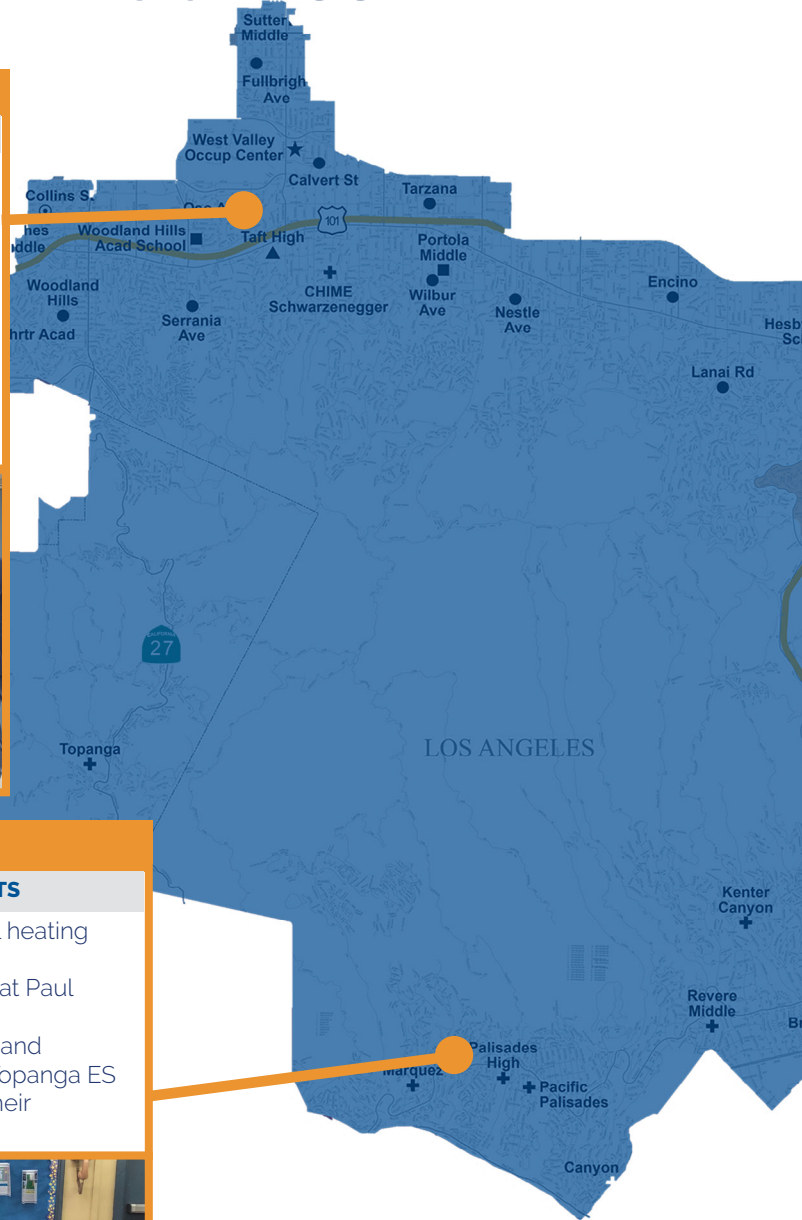 Sutter
Middle
Fullbrigh
Ave
West Valley
Occup Center
Calvert St
Collins S
Tarzana
hes
ddle
Woodland Hills
Acad School
Taft High
101
Portola
Middle
Woodland
Hills
hrtr Acad
Serrania
Ave
CHIME
Schwarzenegger
Wilbur
Ave
Nestle
Ave
Encino
Hesb
Sc
Lanai Rd
CALIFORNIA
27
Topanga
LOS ANGELES
TS
heating
at Paul
and
opanga ES
heir
Kenter
Canyon
Revere
Middle
Br
Palisades
High
Marquez
Pacific
Palisades
Canyon